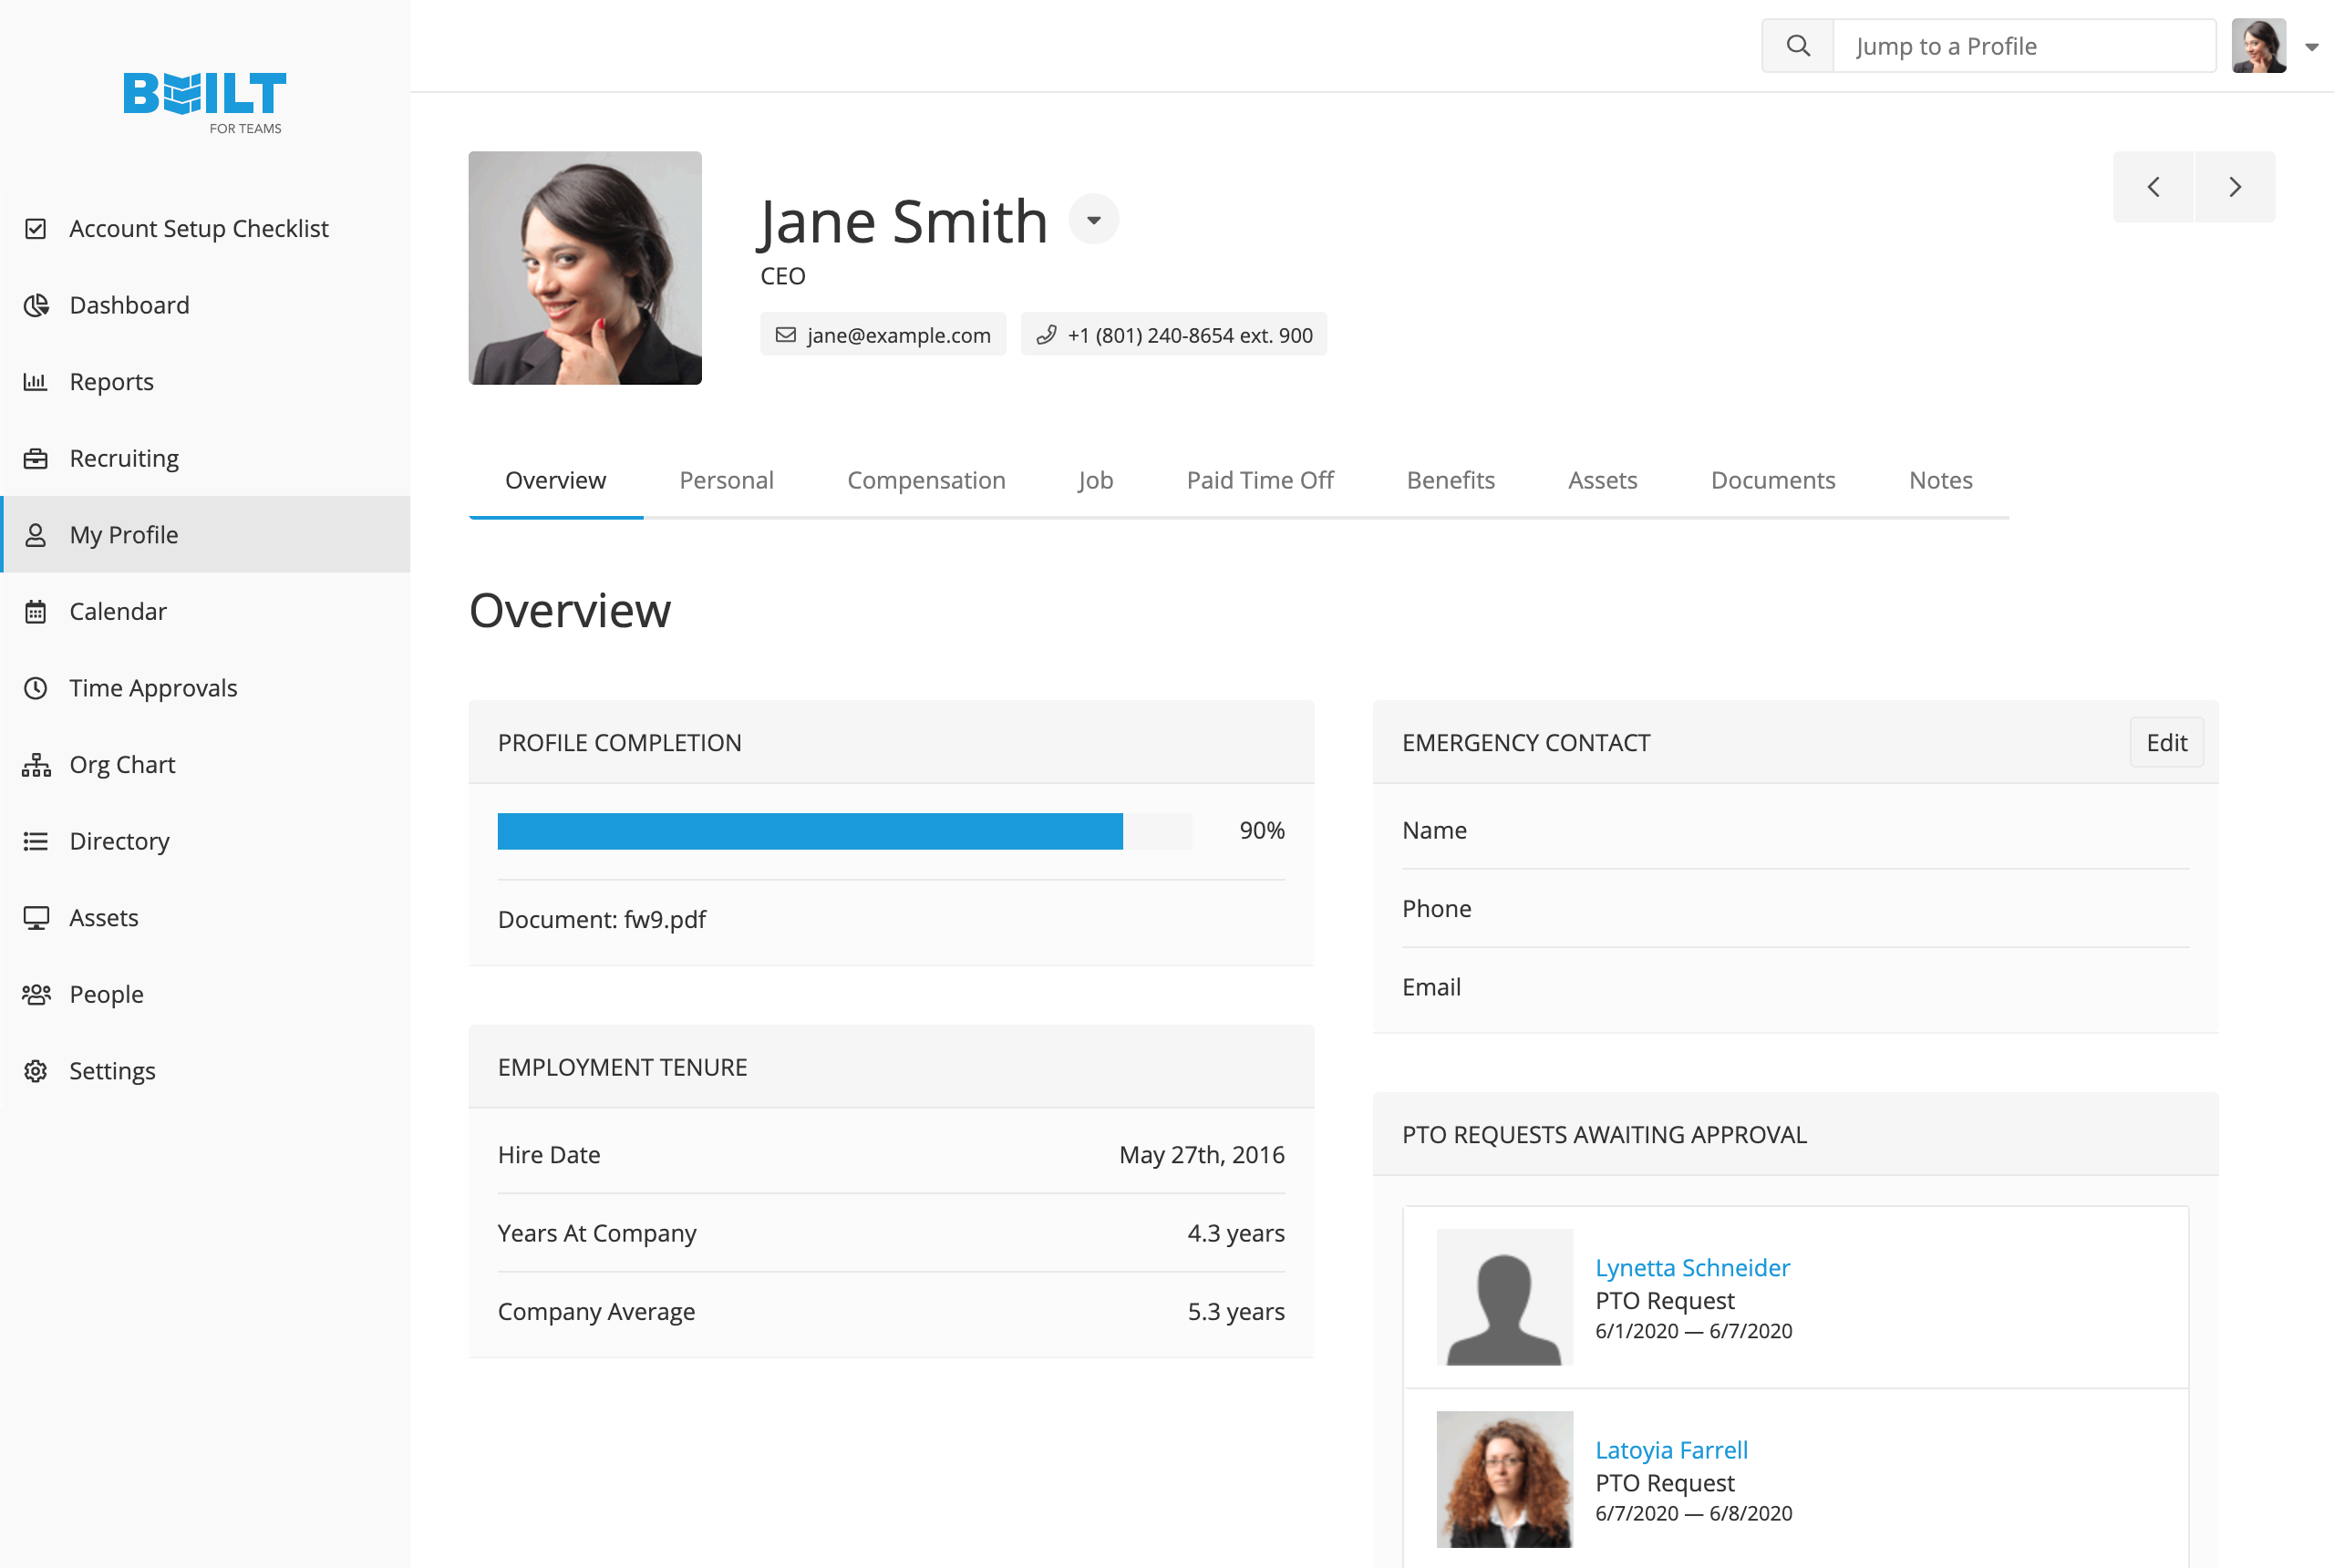 BUILT
FOR TEAMS
Jump to a Profile
Account Setup Checklist
Dashboard
Reports
Recruiting
My Profile
Calendar
Time Approvals
Org Chart
Directory
Assets
People
Settings
Jane Smith
CEO
jane@example.com
+1 (801) 240-8654 ext. 900
Overview Personal Compensation Job Paid Time Off Benefits Assets Documents Notes
Overview
PROFILE COMPLETION
90%
Document: fw9.pdf
EMPLOYMENT TENURE
Hire Date May 27th, 2016
Years At Company 4.3 years
Company Average 5.3 years
EMERGENCY CONTACT Edit
Name
Phone
Email
PTO REQUESTS AWAITING APPROVAL
Lynetta Schneider
PTO Request
6/1/2020 — 6/7/2020
Latoyia Farrell
PTO Request
6/7/2020 — 6/8/2020